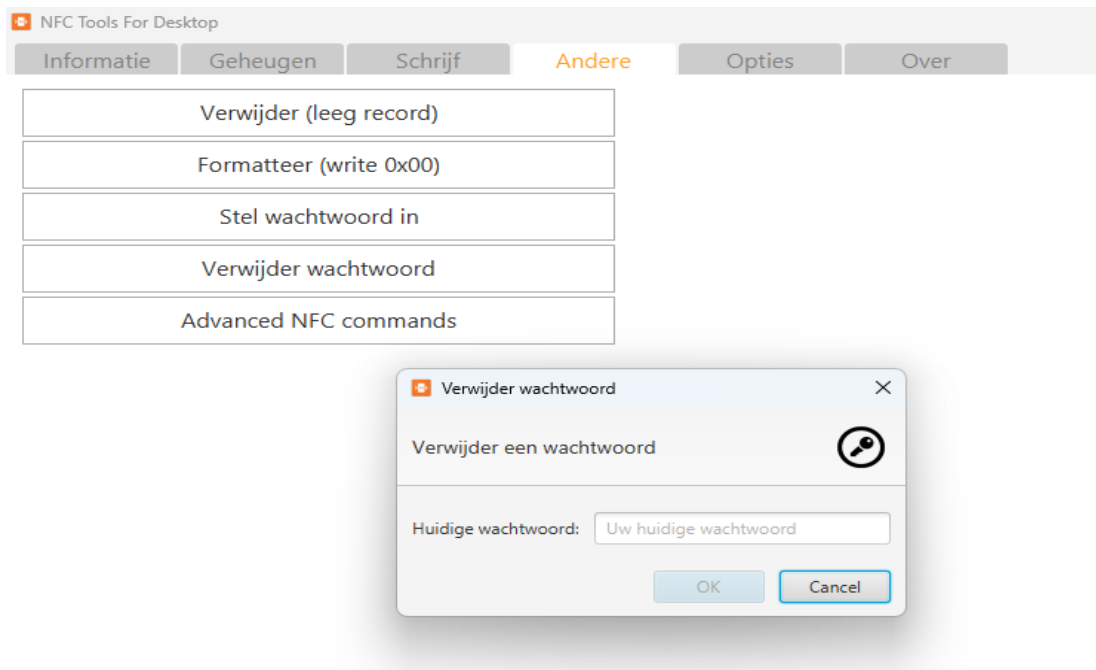 NFC Tools For Desktop
Informatie Geheugen Schrijf Andere Opties Over
Verwijder (leeg record)
Formatteer (write 0x00)
Stel wachtwoord in
Verwijder wachtwoord
Advanced NFC commands
Verwijder wachtwoord
Verwijder een wachtwoord
Huidige wachtwoord: Uw huidige wachtwoord
OK Cancel